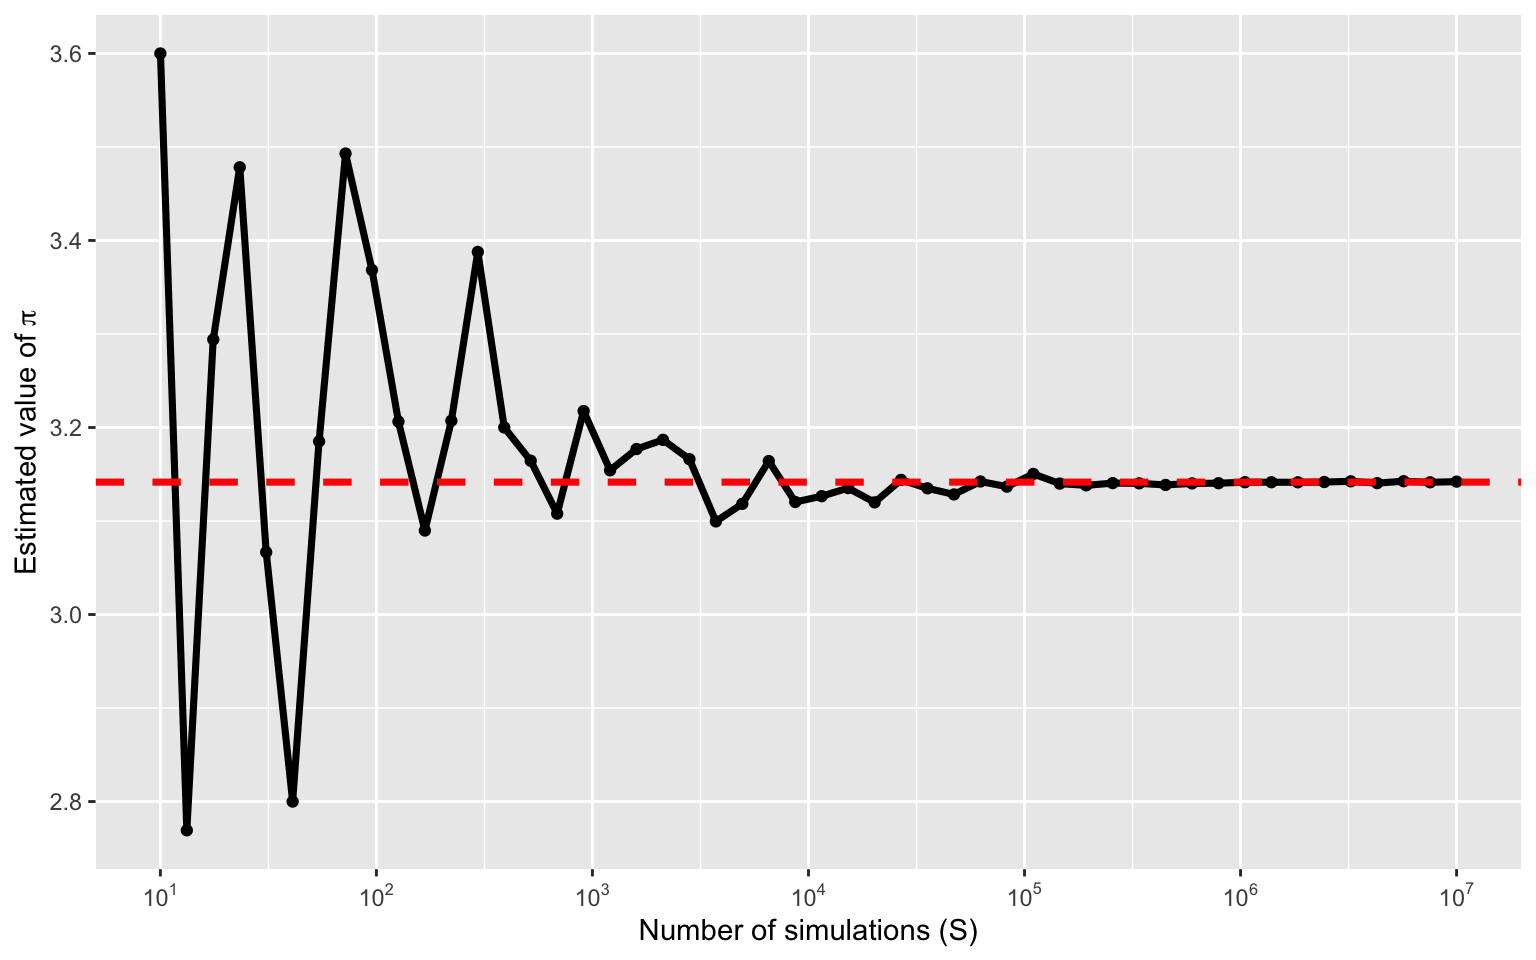 Estimated value of π
3.6
3.4
3.2
3.0
2.8
10¹ 10² 10³ 10⁴ 10⁵ 10⁶ 10⁷
Number of simulations (S)